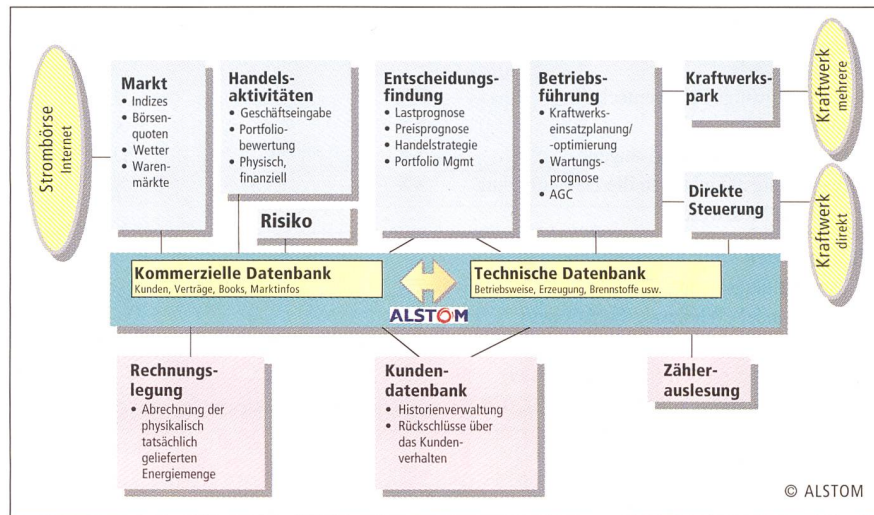 Strombörse
Internet
Markt
• Indizes
• Börsen-
quoten
• Wetter
• Waren-
märkte
Handels-
aktivitäten
• Geschäftseingabe
• Portfolio-
bewertung
• Physisch,
finanziell
Risiko
Entscheidungs-
findung
• Lastprognose
• Preisprognose
• Handelstrategie
• Portfolio Mgmt
Betriebs-
führung
• Kraftwerks-
einsatzplanung/
-optimierung
• Wartungs-
prognose
• AGC
Kraftwerks-
park
Kraftwerk
mehrere
Direkte
Steuerung
Kraftwerk
direkt
Kommerzielle Datenbank
Kunden, Verträge, Books, Marktinfos
Technische Datenbank
Betriebsweise, Erzeugung, Brennstoffe usw.
ALSTOM
Rechnungs-
legung
• Abrechnung der
physikalisch
tatsächlich
gelieferten
Energiemenge
Kunden-
datenbank
• Historienverwaltung
• Rückschlüsse über
das Kunden-
verhalten
Zähler-
auslesung
© ALSTOM